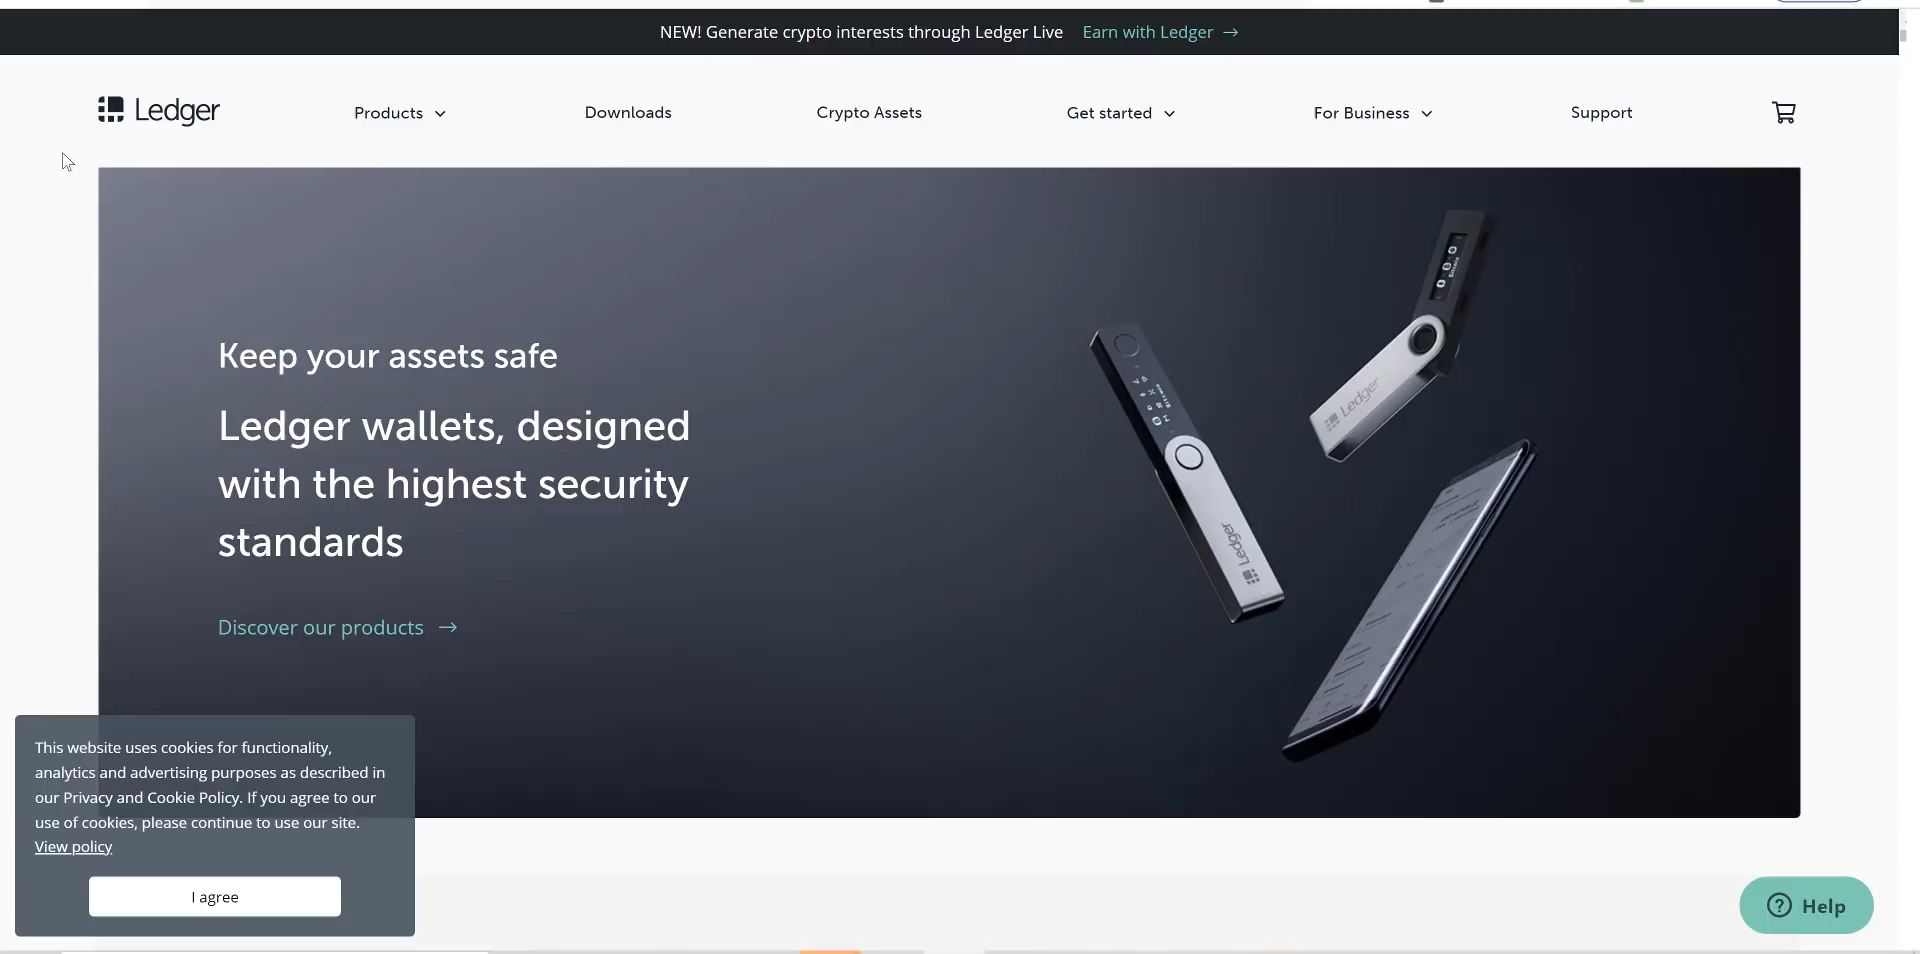 NEW! Generate crypto interests through Ledger Live Earn with Ledger →
Ledger Products Downloads Crypto Assets Get started For Business Support
Keep your assets safe
Ledger wallets, designed
with the highest security
standards
Discover our products →
Ledger
Ledger
This website uses cookies for functionality,
analytics and advertising purposes as described in
our Privacy and Cookie Policy. If you agree to our
use of cookies, please continue to use our site.
View policy
I agree
Help